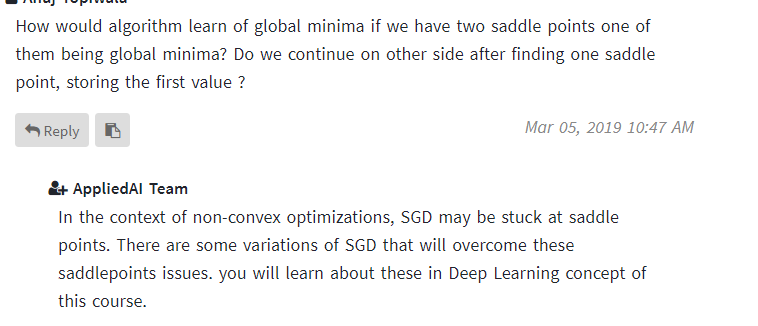 How would algorithm learn of global minima if we have two saddle points one of
them being global minima? Do we continue on other side after finding one saddle
point, storing the first value ?
Reply
Mar 05, 2019 10:47 AM
AppliedAI Team
In the context of non-convex optimizations, SGD may be stuck at saddle
points. There are some variations of SGD that will overcome these
saddlepoints issues. you will learn about these in Deep Learning concept of
this course.